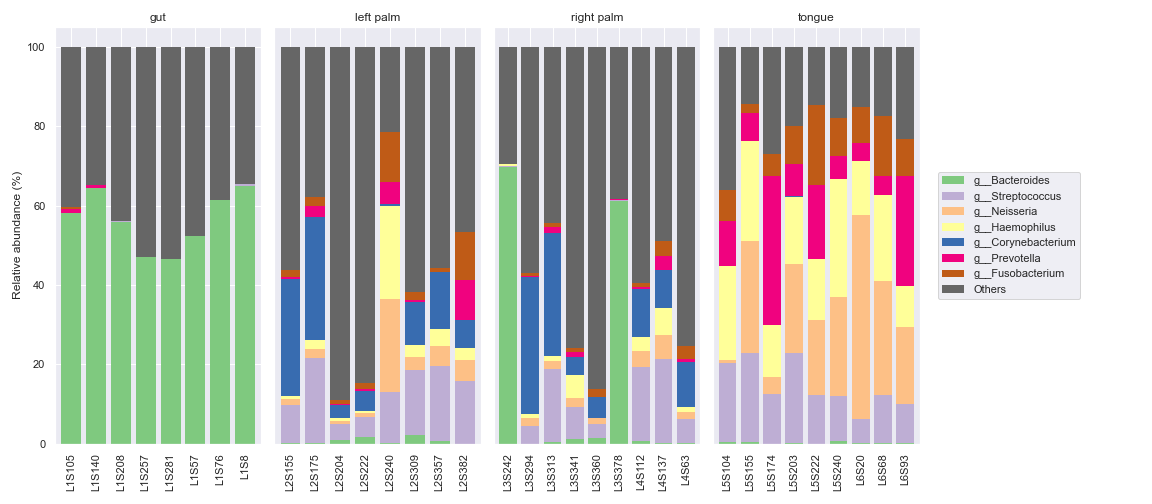 gut
left palm
right palm
tongue
Relative abundance (%)
100
80
60
40
20
0
L1S105
L1S140
L1S208
L1S257
L1S281
L1S57
L1S76
L1S8
L2S155
L2S175
L2S204
L2S222
L2S240
L2S309
L2S357
L2S382
L3S242
L3S294
L3S313
L3S341
L3S360
L3S378
L4S112
L4S137
L4S63
L5S104
L5S155
L5S174
L5S203
L5S222
L5S240
L6S20
L6S68
L6S93
g__Bacteroides
g__Streptococcus
g__Neisseria
g__Haemophilus
g__Corynebacterium
g__Prevotella
g__Fusobacterium
Others